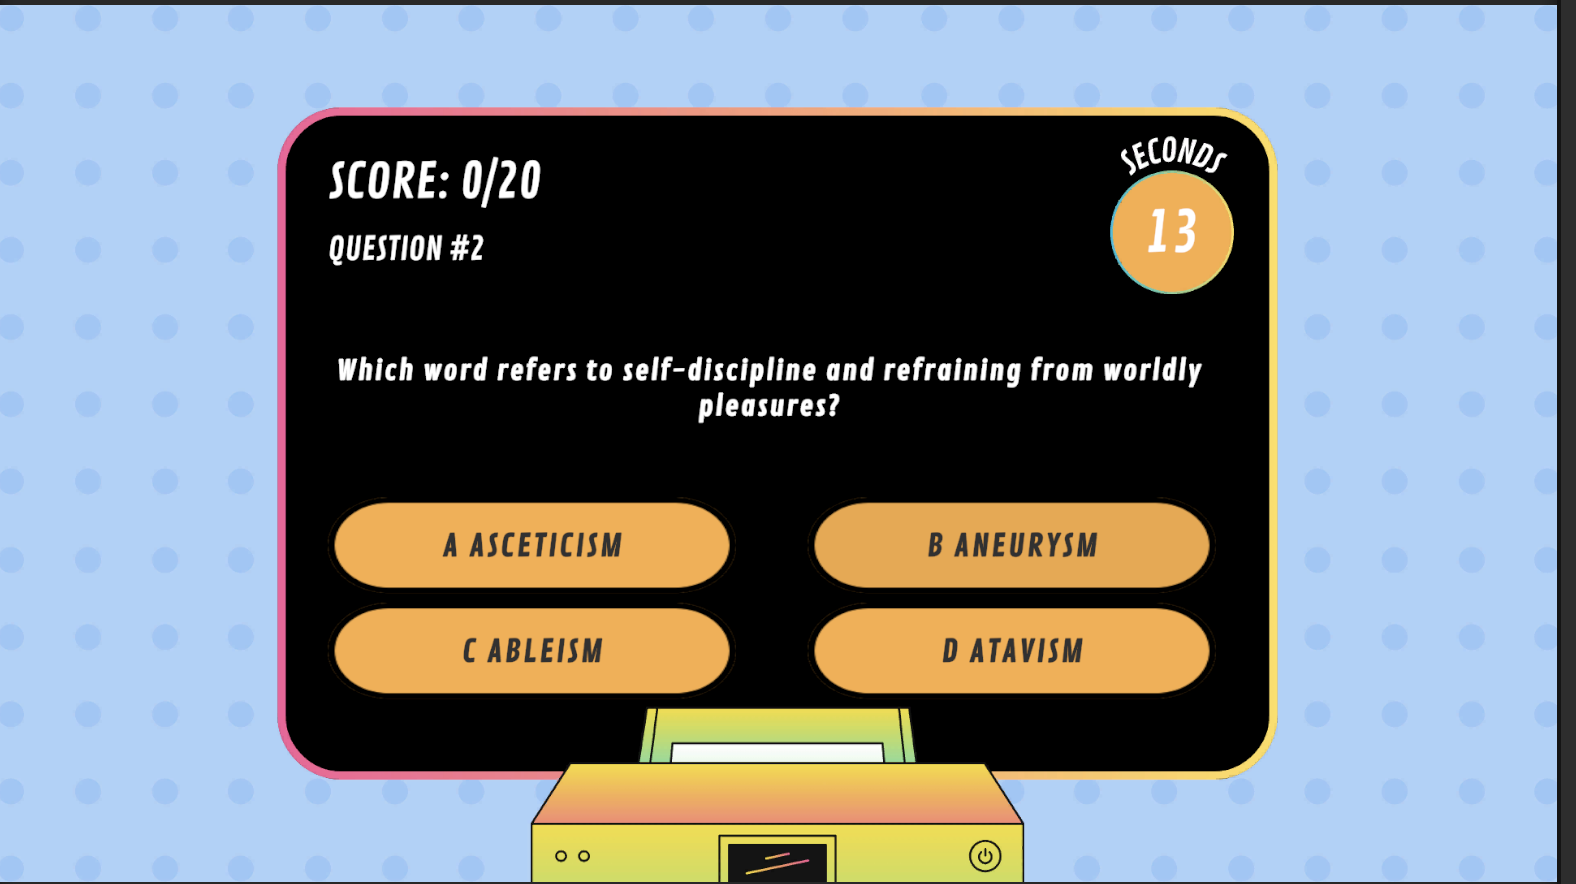 SECONDS
SCORE: 0/20
13
QUESTION #2
Which word refers to self-discipline and refraining from worldly
pleasures?
A ASCETICISM
B ANEURYSM
C ABLEISM
D ATAVISM